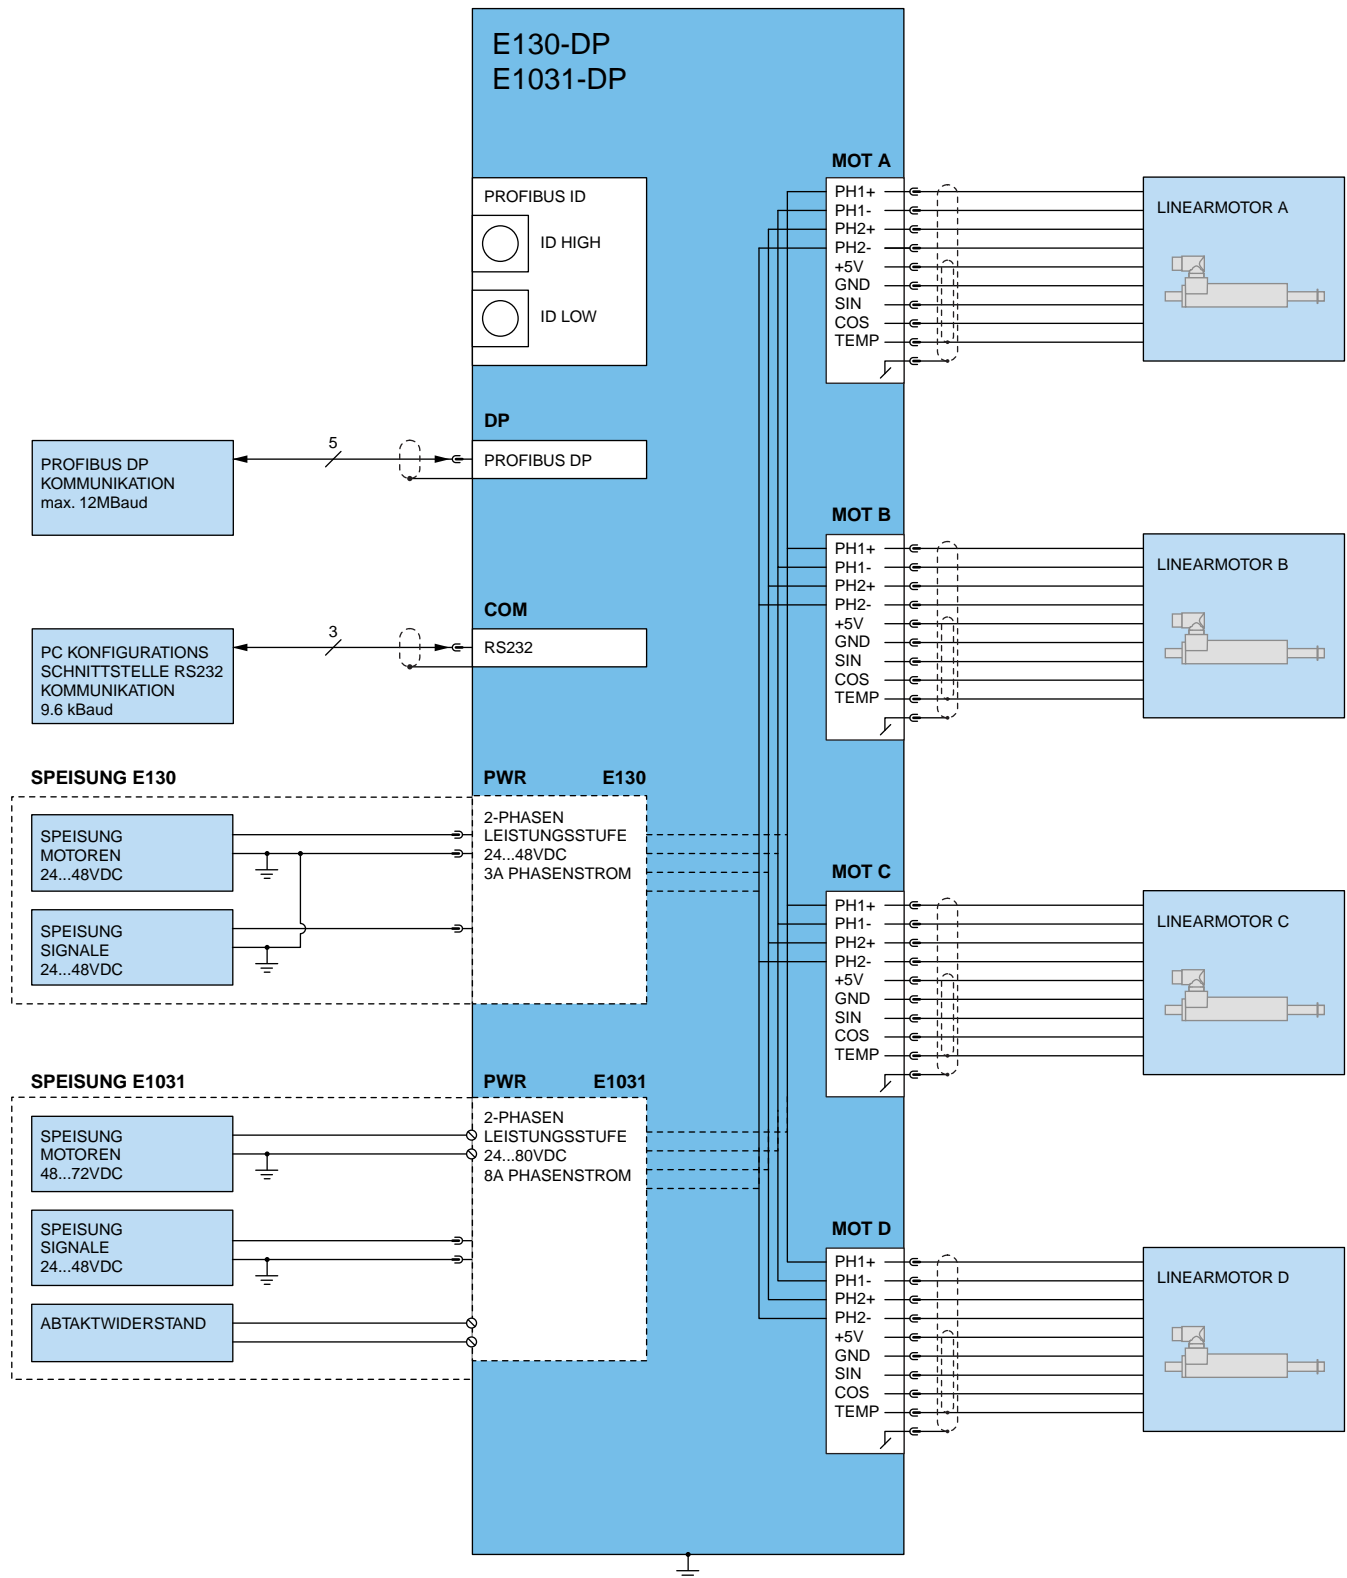 E130-DP
E1031-DP
PROFIBUS ID
ID HIGH
ID LOW
DP
PROFIBUS DP
PROFIBUS DP
KOMMUNIKATION
max. 12MBaud
5
COM
RS232
PC KONFIGURATIONS
SCHNITTSTELLE RS232
KOMMUNIKATION
9.6 kBaud
3
SPEISUNG E130
SPEISUNG
MOTOREN
24...48VDC
SPEISUNG
SIGNALE
24...48VDC
PWR E130
2-PHASEN
LEISTUNGSSTUFE
24...48VDC
3A PHASENSTROM
SPEISUNG E1031
SPEISUNG
MOTOREN
48...72VDC
SPEISUNG
SIGNALE
24...48VDC
ABTAKTWIDERSTAND
PWR E1031
2-PHASEN
LEISTUNGSSTUFE
24...80VDC
8A PHASENSTROM
MOT A
PH1+
PH1-
PH2+
PH2-
+5V
GND
SIN
COS
TEMP
LINEARMOTOR A
MOT B
PH1+
PH1-
PH2+
PH2-
+5V
GND
SIN
COS
TEMP
LINEARMOTOR B
MOT C
PH1+
PH1-
PH2+
PH2-
+5V
GND
SIN
COS
TEMP
LINEARMOTOR C
MOT D
PH1+
PH1-
PH2+
PH2-
+5V
GND
SIN
COS
TEMP
LINEARMOTOR D